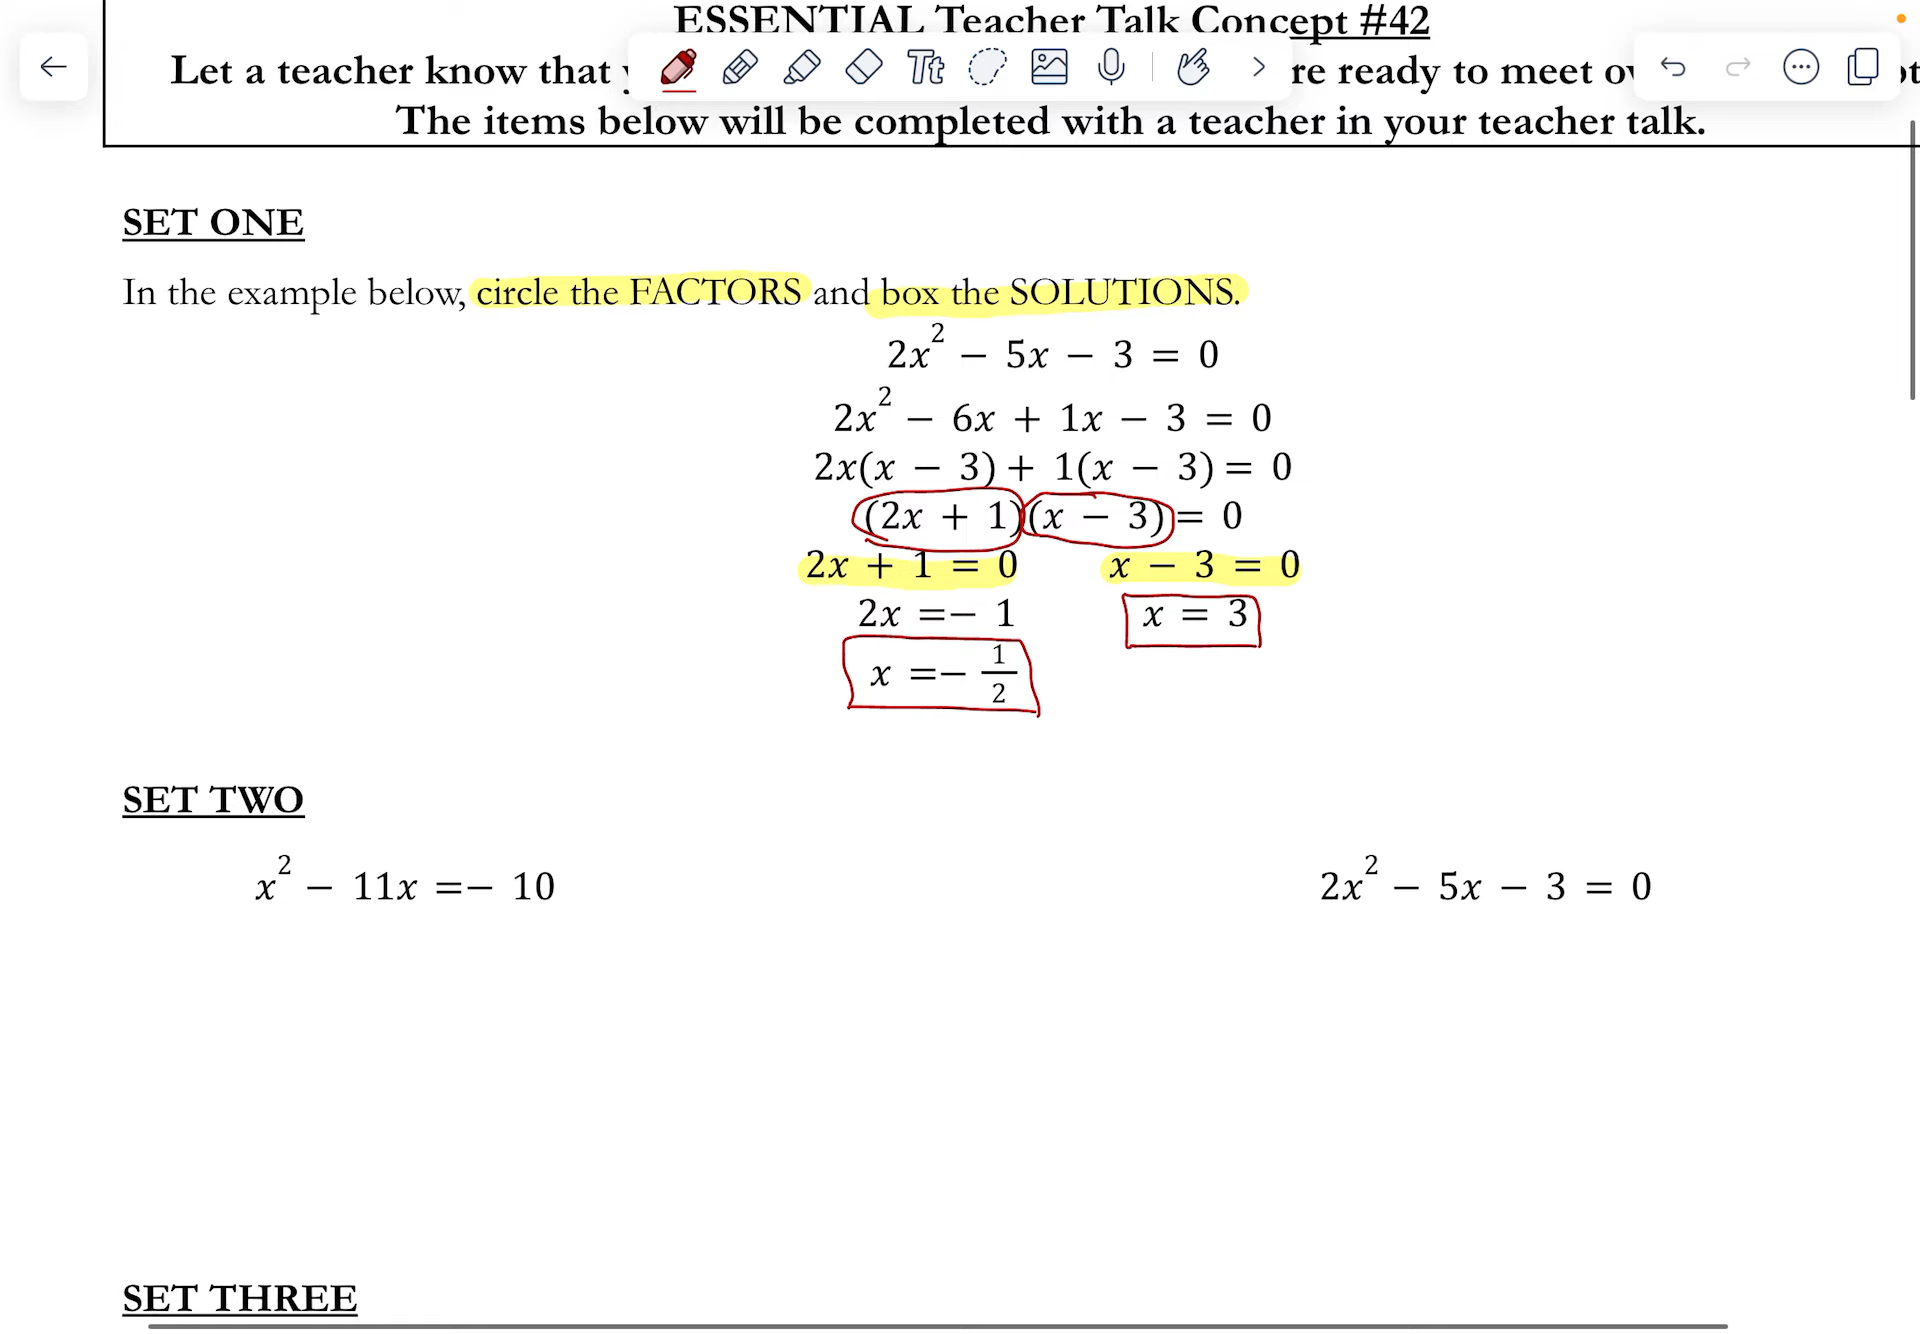 ESSENTIAL Teacher Talk Concept #42
Let a teacher know that re ready to meet
The items below will be completed with a teacher in your teacher talk.
Tt
SET ONE
In the example below, circle the FACTORS and box the SOLUTIONS.
2x² − 5x − 3 = 0
2x² − 6x + 1x − 3 = 0
2x(x − 3) + 1(x − 3) = 0
(2x + 1)(x − 3) = 0
2x + 1 = 0 x − 3 = 0
2x =− 1 x = 3
x =− 1/2
SET TWO
x² − 11x =− 10 2x² − 5x − 3 = 0
SET THREE